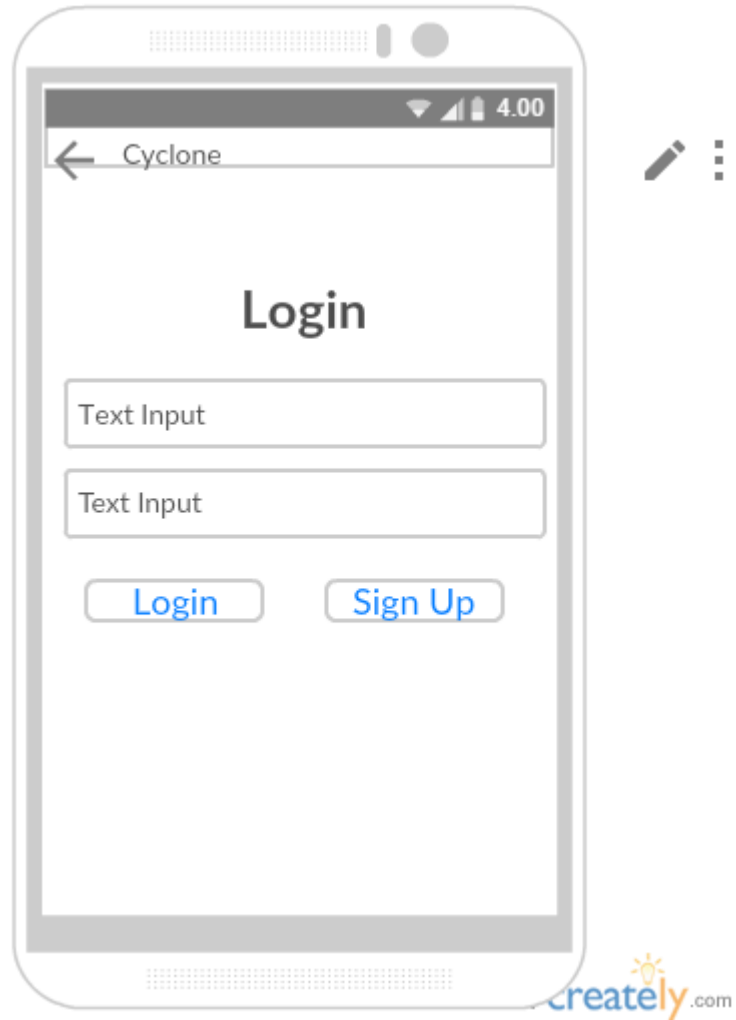 4.00
Cyclone
Login
Text Input
Text Input
Login
Sign Up
creately.com